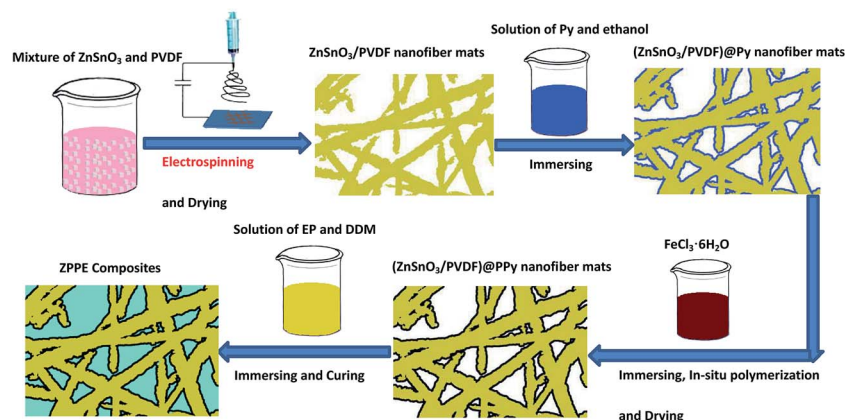 Mixture of ZnSnO₃ and PVDF
Electrospinning
and Drying
ZnSnO₃/PVDF nanofiber mats
Solution of Py and ethanol
Immersing
(ZnSnO₃/PVDF)@Py nanofiber mats
FeCl₃·6H₂O
Immersing, In-situ polymerization
and Drying
(ZnSnO₃/PVDF)@PPy nanofiber mats
Solution of EP and DDM
Immersing and Curing
ZPPE Composites